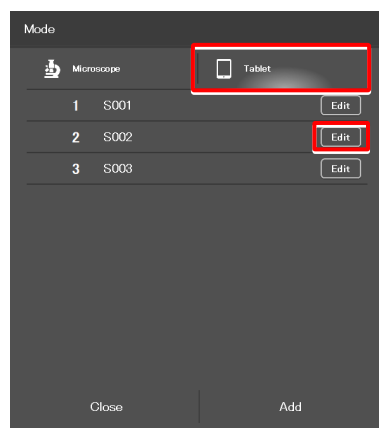 Mode
Microscope Tablet
1 S001 Edit
2 S002 Edit
3 S003 Edit
Close Add